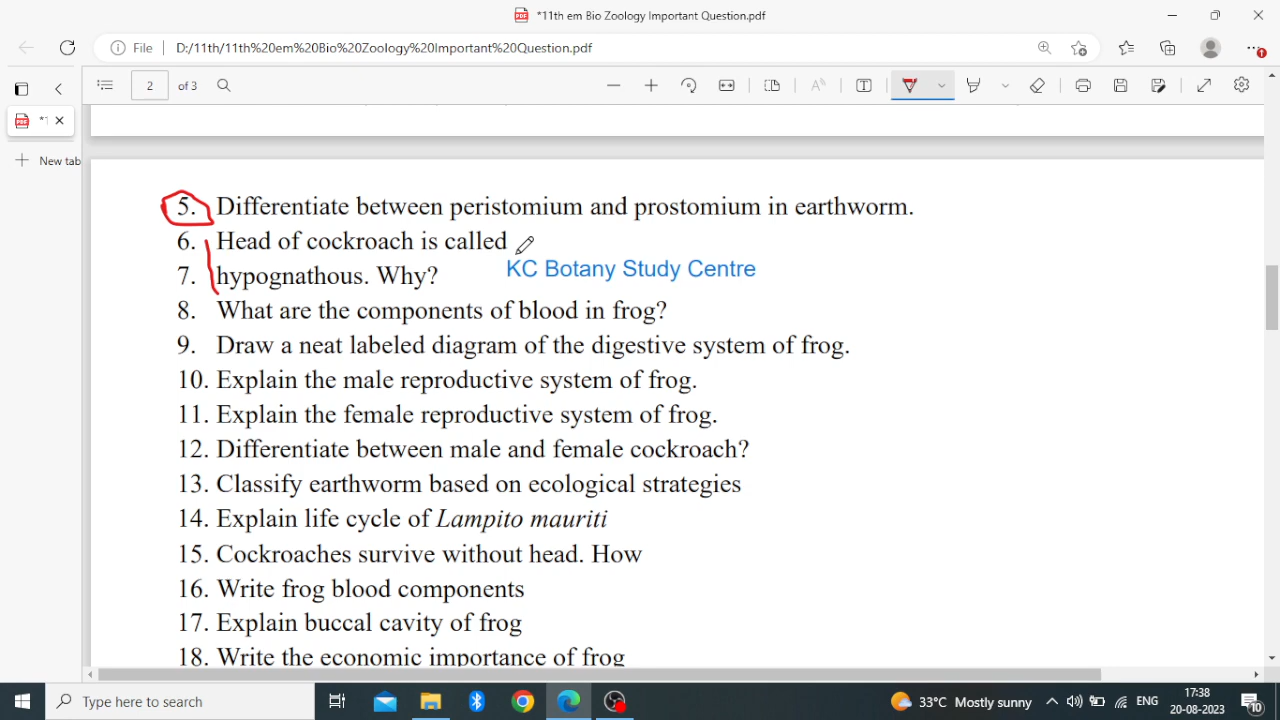 *11th em Bio Zoology Important Question.pdf
File
D:/11th/11th%20em%20Bio%20Zoology%20Important%20Question.pdf
2 of 3
New tab
5. Differentiate between peristomium and prostomium in earthworm.
6. Head of cockroach is called
KC Botany Study Centre
7. hypognathous. Why?
8. What are the components of blood in frog?
9. Draw a neat labeled diagram of the digestive system of frog.
10. Explain the male reproductive system of frog.
11. Explain the female reproductive system of frog.
12. Differentiate between male and female cockroach?
13. Classify earthworm based on ecological strategies
14. Explain life cycle of Lampito mauriti
15. Cockroaches survive without head. How
16. Write frog blood components
17. Explain buccal cavity of frog
18. Write the economic importance of frog
Type here to search
33°C Mostly sunny
ENG
17:38
20-08-2023
10